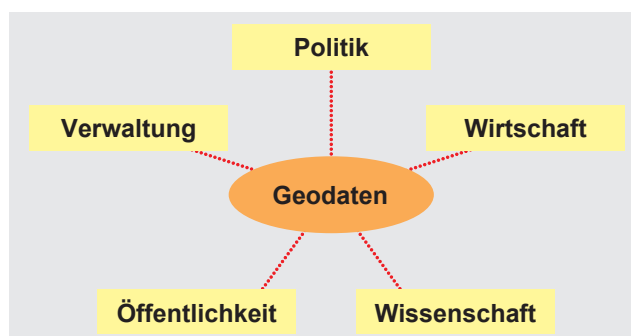 Politik
Verwaltung
Wirtschaft
Geodaten
Öffentlichkeit
Wissenschaft